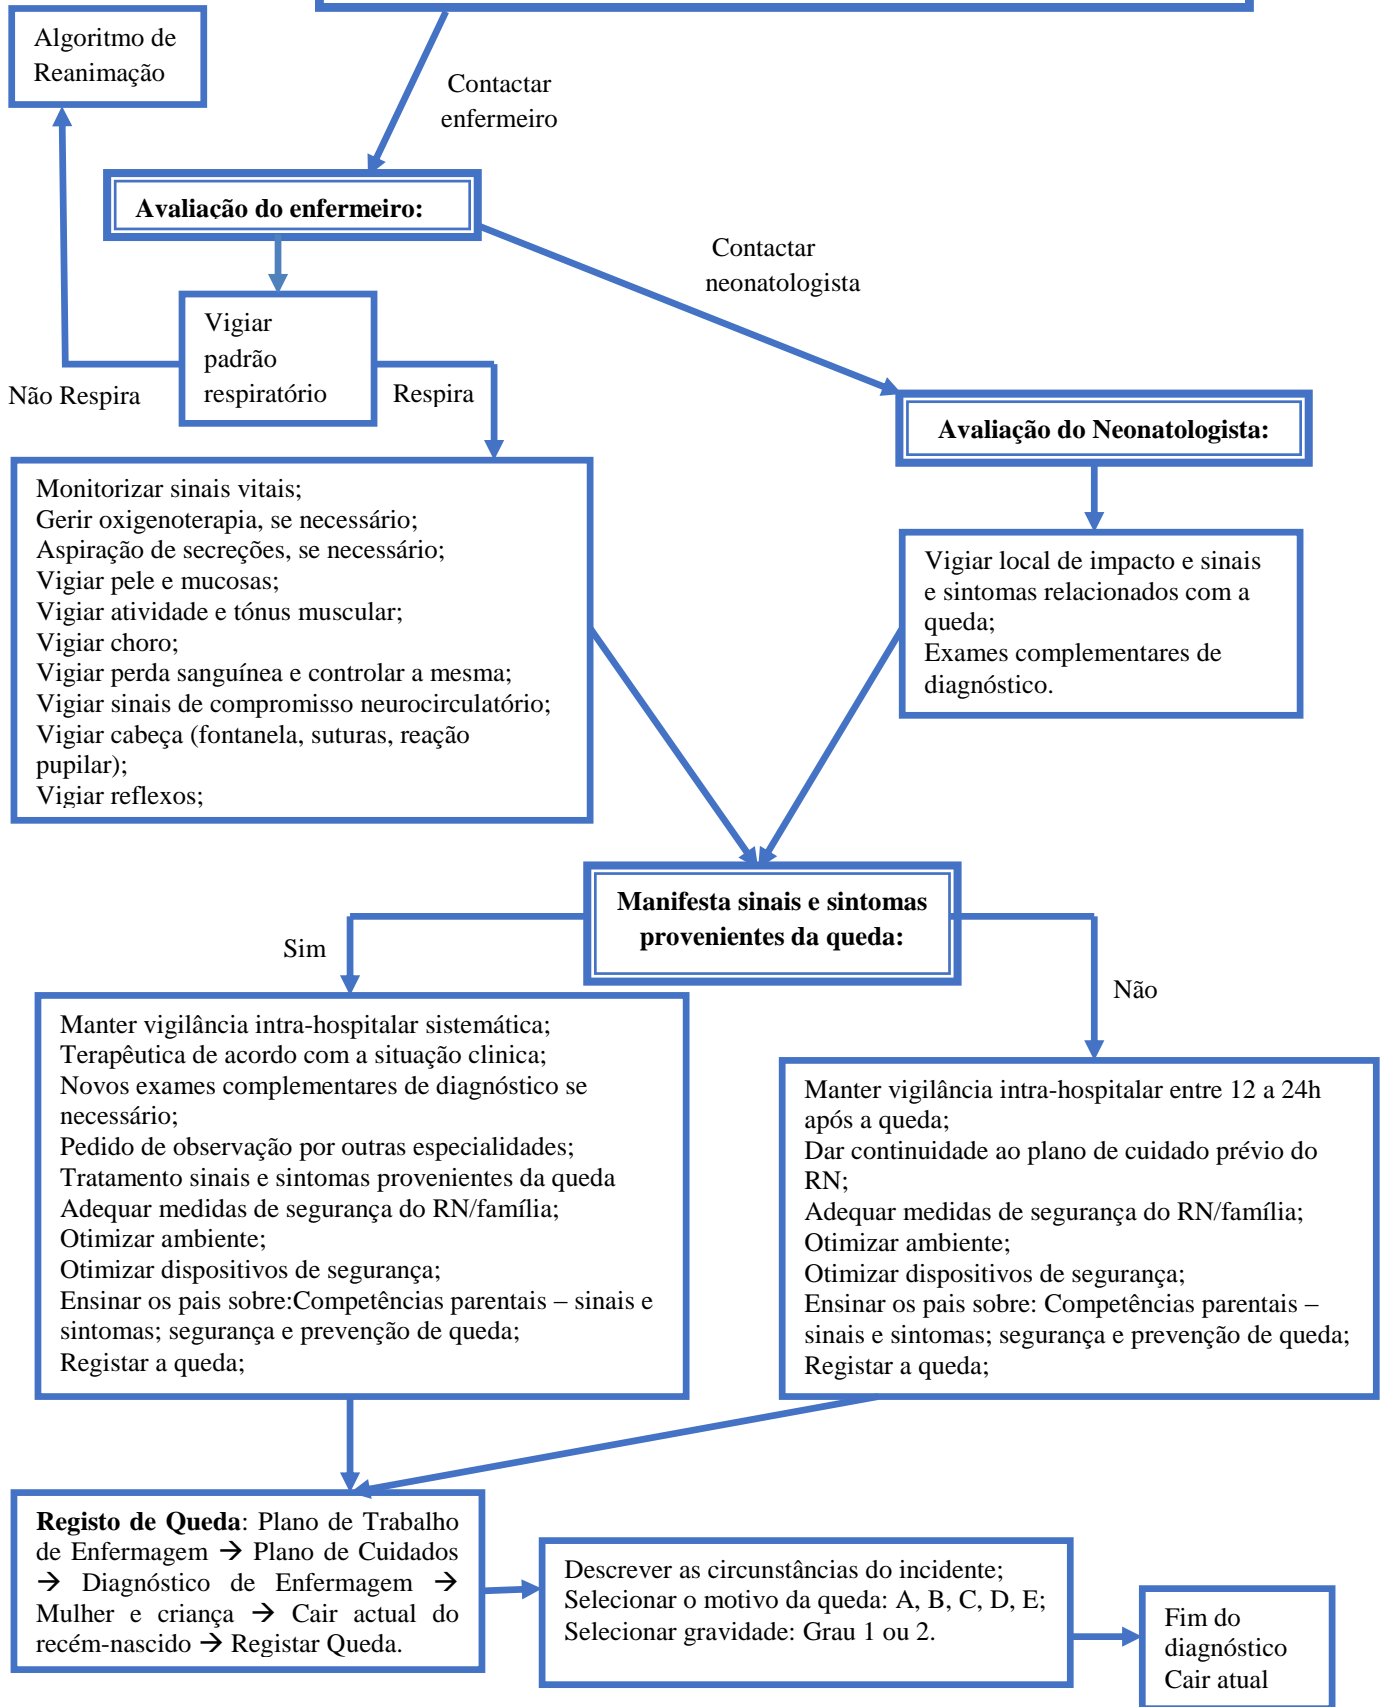 Algoritmo de
Reanimação
Contactar
enfermeiro
Avaliação do enfermeiro:
Contactar
neonatologista
Vigiar
padrão
respiratório
Não Respira
Respira
Avaliação do Neonatologista:
Monitorizar sinais vitais;
Gerir oxigenoterapia, se necessário;
Aspiração de secreções, se necessário;
Vigiar pele e mucosas;
Vigiar atividade e tónus muscular;
Vigiar choro;
Vigiar perda sanguínea e controlar a mesma;
Vigiar sinais de compromisso neurocirculatório;
Vigiar cabeça (fontanela, suturas, reação
pupilar);
Vigiar reflexos;
Vigiar local de impacto e sinais
e sintomas relacionados com a
queda;
Exames complementares de
diagnóstico.
Manifesta sinais e sintomas
provenientes da queda:
Sim
Não
Manter vigilância intra-hospitalar sistemática;
Terapêutica de acordo com a situação clinica;
Novos exames complementares de diagnóstico se
necessário;
Pedido de observação por outras especialidades;
Tratamento sinais e sintomas provenientes da queda
Adequar medidas de segurança do RN/família;
Otimizar ambiente;
Otimizar dispositivos de segurança;
Ensinar os pais sobre:Competências parentais – sinais e
sintomas; segurança e prevenção de queda;
Registar a queda;
Manter vigilância intra-hospitalar entre 12 a 24h
após a queda;
Dar continuidade ao plano de cuidado prévio do
RN;
Adequar medidas de segurança do RN/família;
Otimizar ambiente;
Otimizar dispositivos de segurança;
Ensinar os pais sobre: Competências parentais –
sinais e sintomas; segurança e prevenção de queda;
Registar a queda;
Registo de Queda: Plano de Trabalho
de Enfermagem → Plano de Cuidados
→ Diagnóstico de Enfermagem →
Mulher e criança → Cair actual do
recém-nascido → Registar Queda.
Descrever as circunstâncias do incidente;
Selecionar o motivo da queda: A, B, C, D, E;
Selecionar gravidade: Grau 1 ou 2.
Fim do
diagnóstico
Cair atual